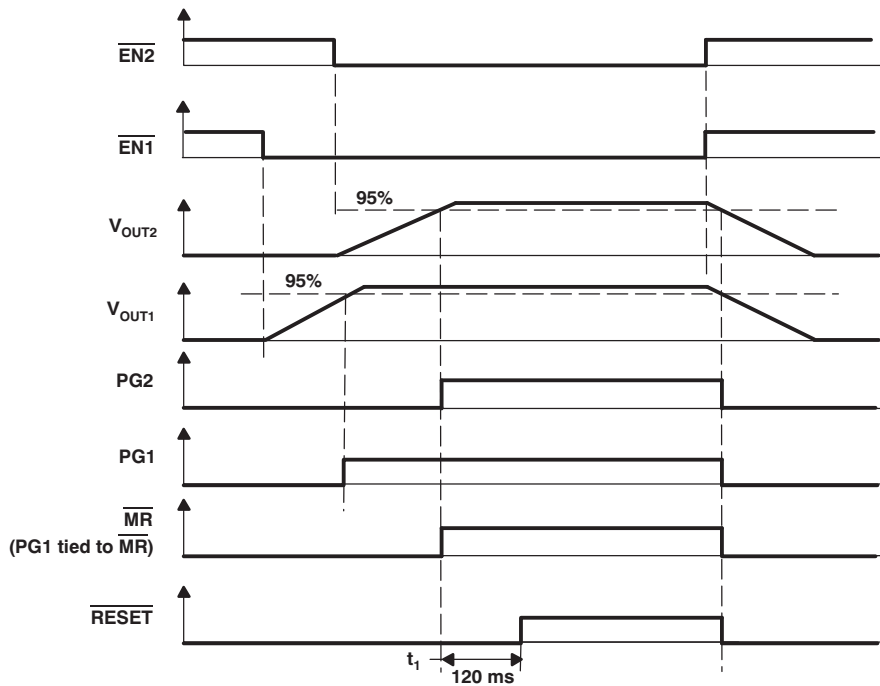 EN2
EN1
95%
VOUT2
95%
VOUT1
PG2
PG1
MR
(PG1 tied to MR)
RESET
t1
120 ms